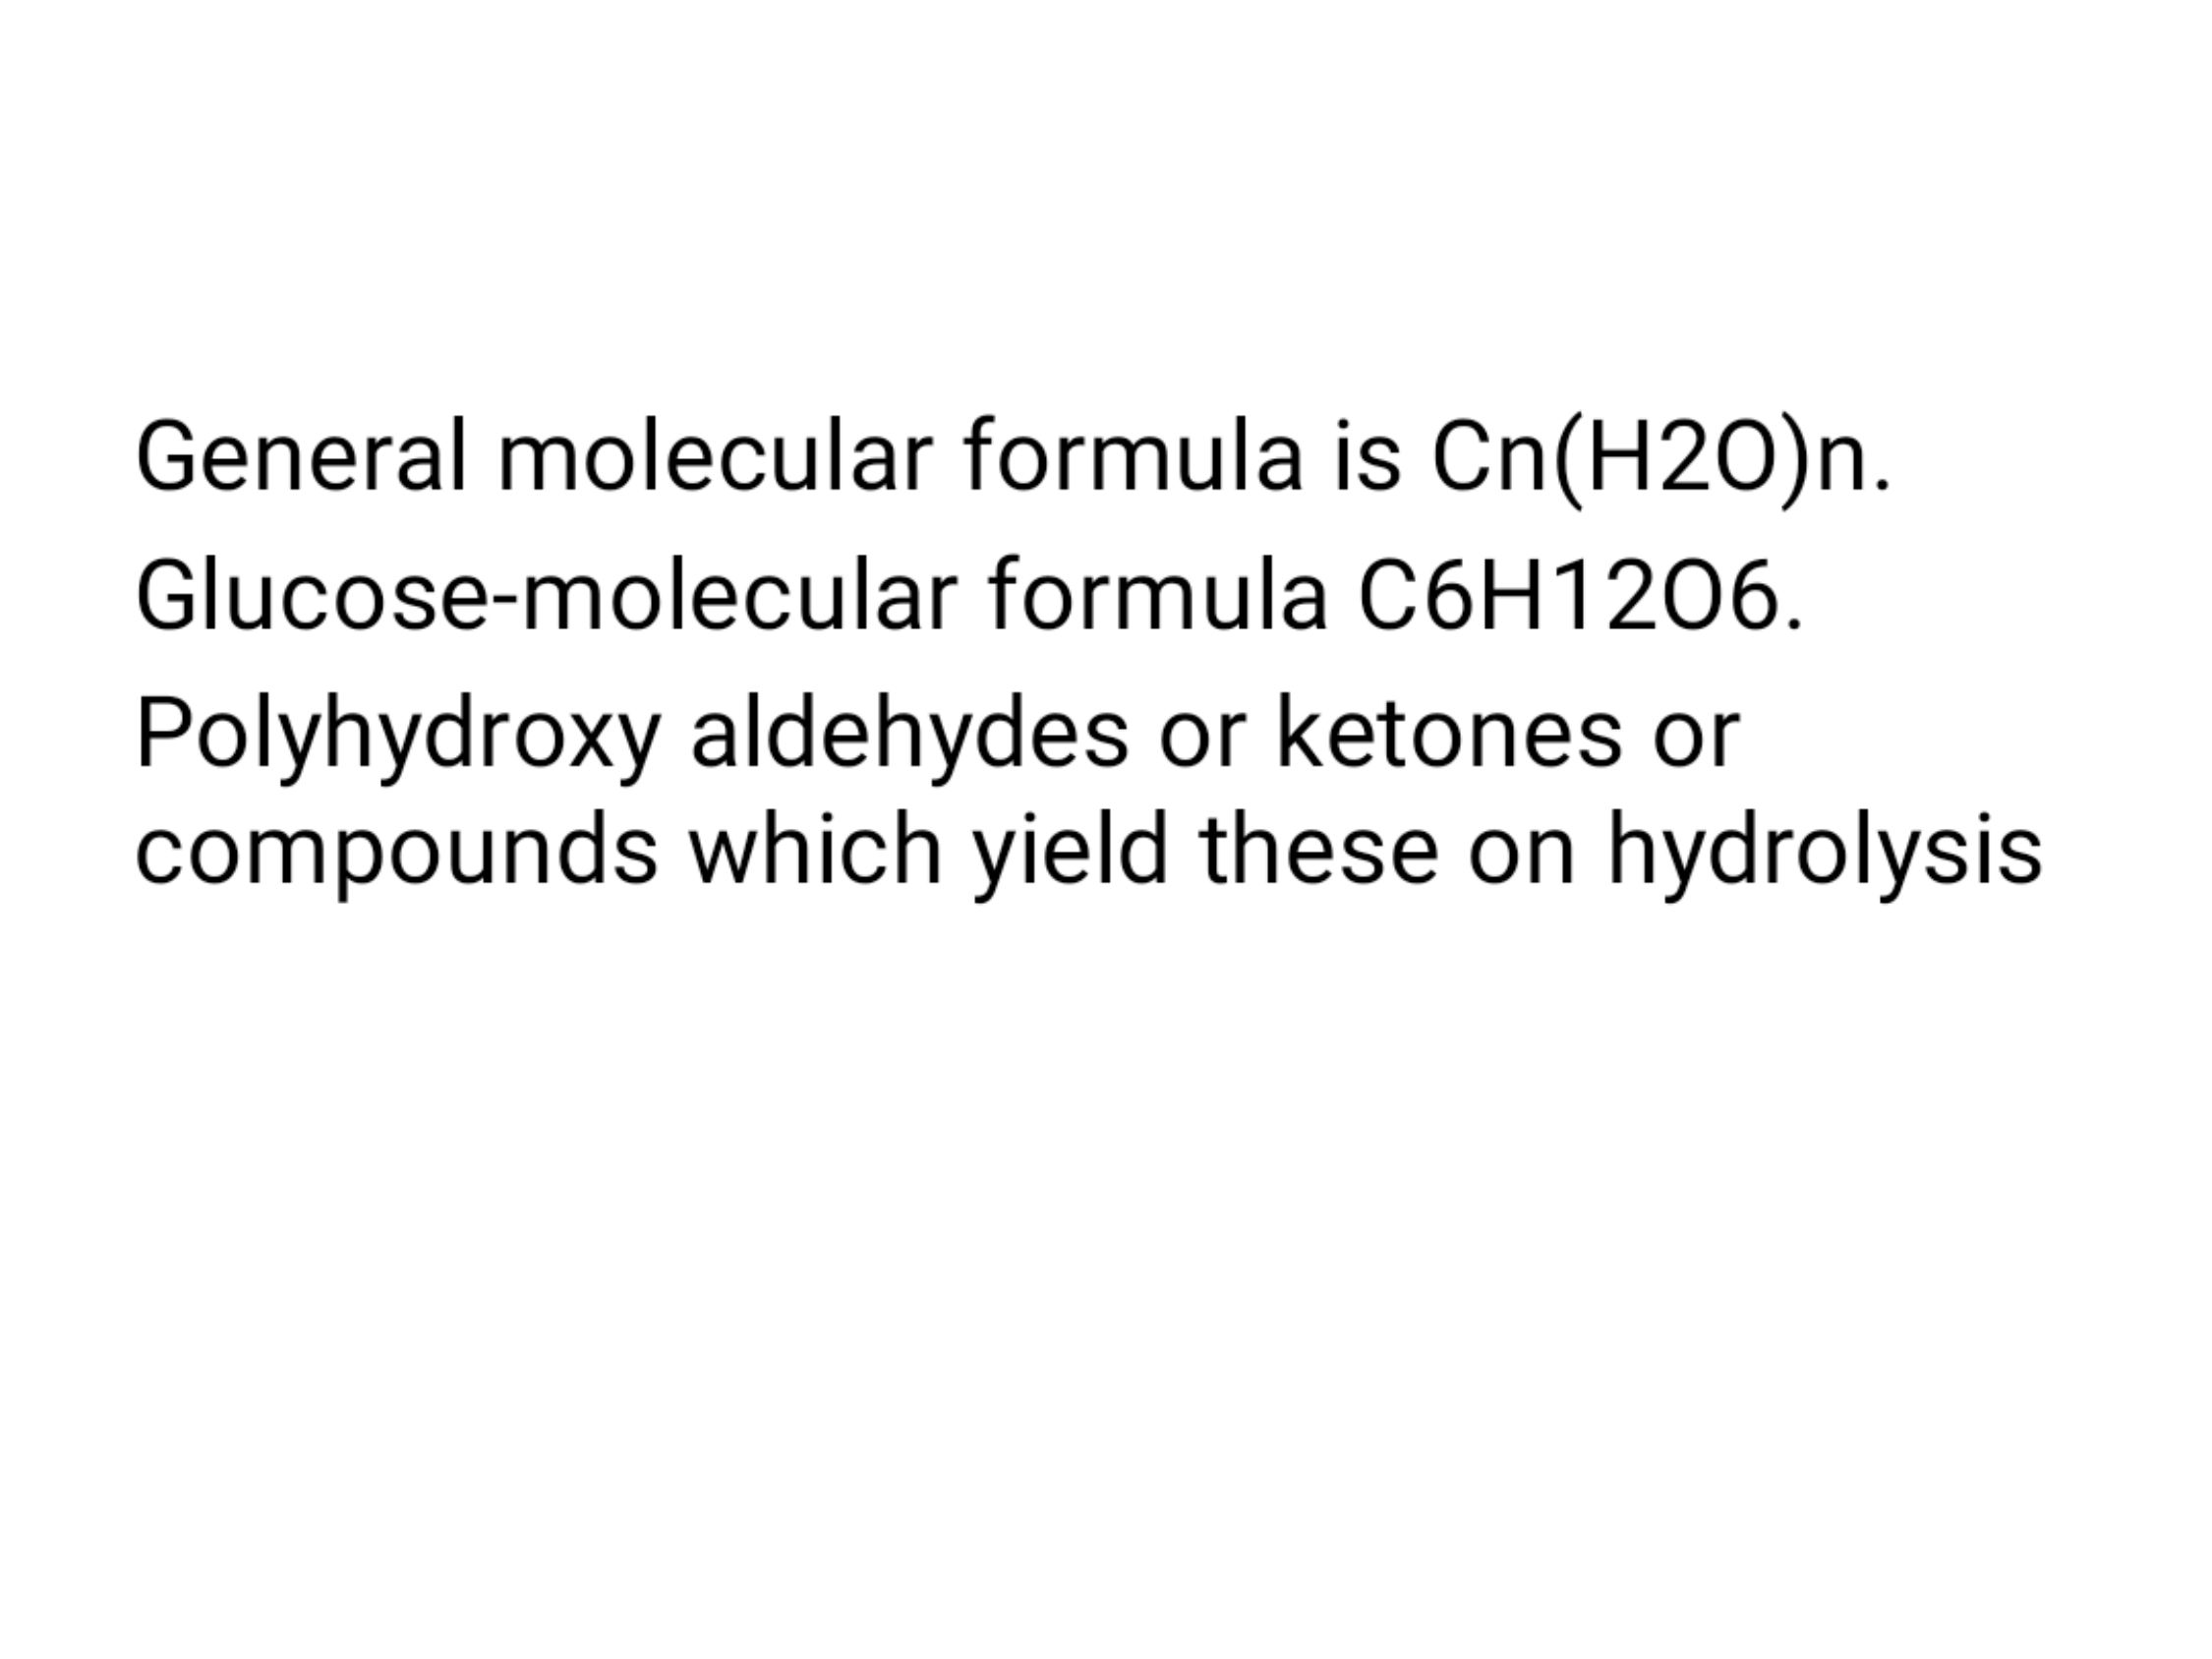 General molecular formula is Cn(H2O)n.
Glucose-molecular formula C6H12O6.
Polyhydroxy aldehydes or ketones or
compounds which yield these on hydrolysis